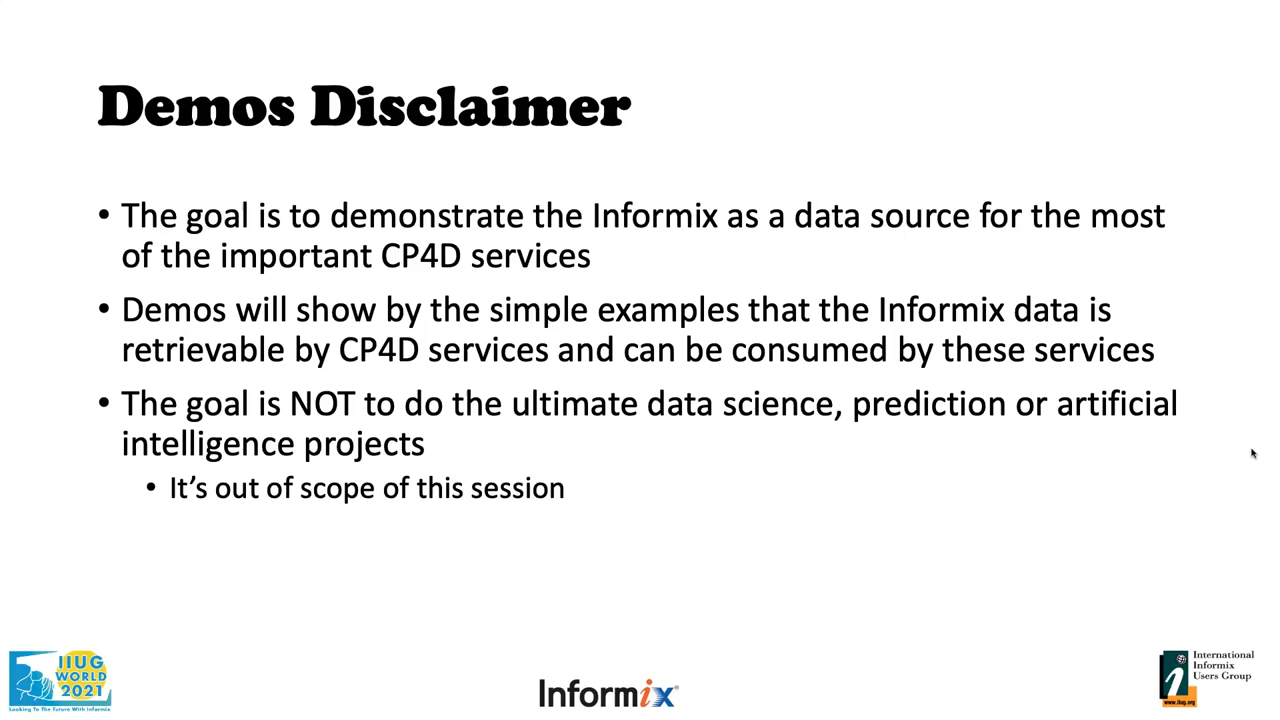 Demos Disclaimer
• The goal is to demonstrate the Informix as a data source for the most
of the important CP4D services
• Demos will show by the simple examples that the Informix data is
retrievable by CP4D services and can be consumed by these services
• The goal is NOT to do the ultimate data science, prediction or artificial
intelligence projects
• It's out of scope of this session
IIUG
WORLD
2021
Looking To The Future With Informix
Informix®
International
Informix
Users Group
www.iiug.org